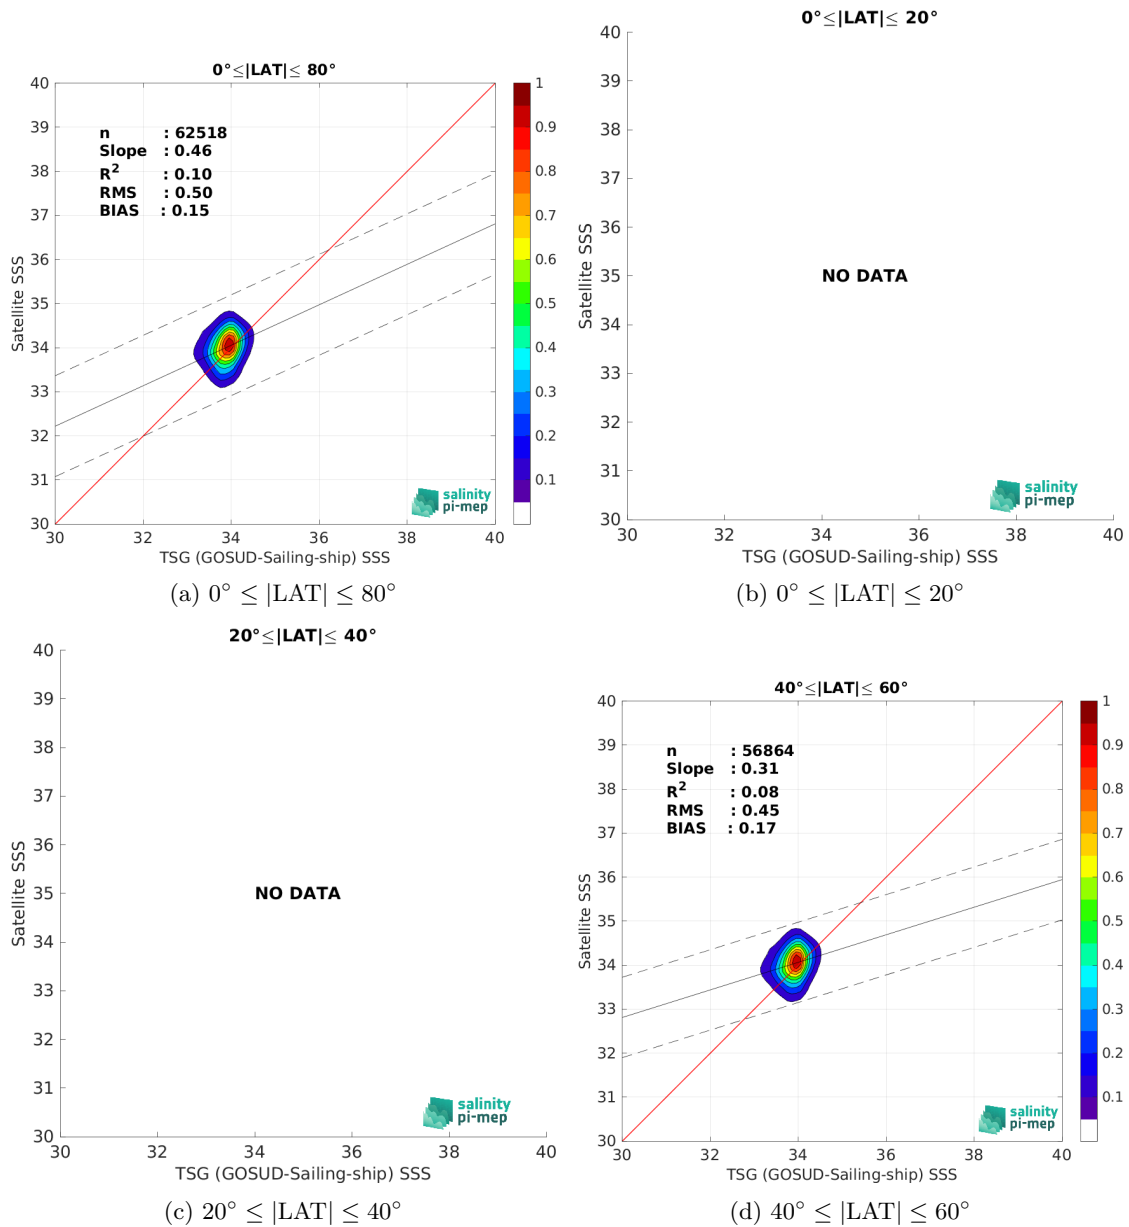 0°≤|LAT|≤ 80°
40
39
38
37
36
35
34
33
32
31
30
Satellite SSS
n : 62518
Slope : 0.46
R² : 0.10
RMS : 0.50
BIAS : 0.15
salinity
pi-mep
30 32 34 36 38 40
TSG (GOSUD-Sailing-ship) SSS
1
0.9
0.8
0.7
0.6
0.5
0.4
0.3
0.2
0.1
(a) 0° ≤ |LAT| ≤ 80°
0°≤|LAT|≤ 20°
40
39
38
37
36
35
34
33
32
31
30
Satellite SSS
NO DATA
salinity
pi-mep
30 32 34 36 38 40
TSG (GOSUD-Sailing-ship) SSS
(b) 0° ≤ |LAT| ≤ 20°
20°≤|LAT|≤ 40°
40
39
38
37
36
35
34
33
32
31
30
Satellite SSS
NO DATA
salinity
pi-mep
30 32 34 36 38 40
TSG (GOSUD-Sailing-ship) SSS
(c) 20° ≤ |LAT| ≤ 40°
40°≤|LAT|≤ 60°
40
39
38
37
36
35
34
33
32
31
30
Satellite SSS
n : 56864
Slope : 0.31
R² : 0.08
RMS : 0.45
BIAS : 0.17
salinity
pi-mep
30 32 34 36 38 40
TSG (GOSUD-Sailing-ship) SSS
1
0.9
0.8
0.7
0.6
0.5
0.4
0.3
0.2
0.1
(d) 40° ≤ |LAT| ≤ 60°